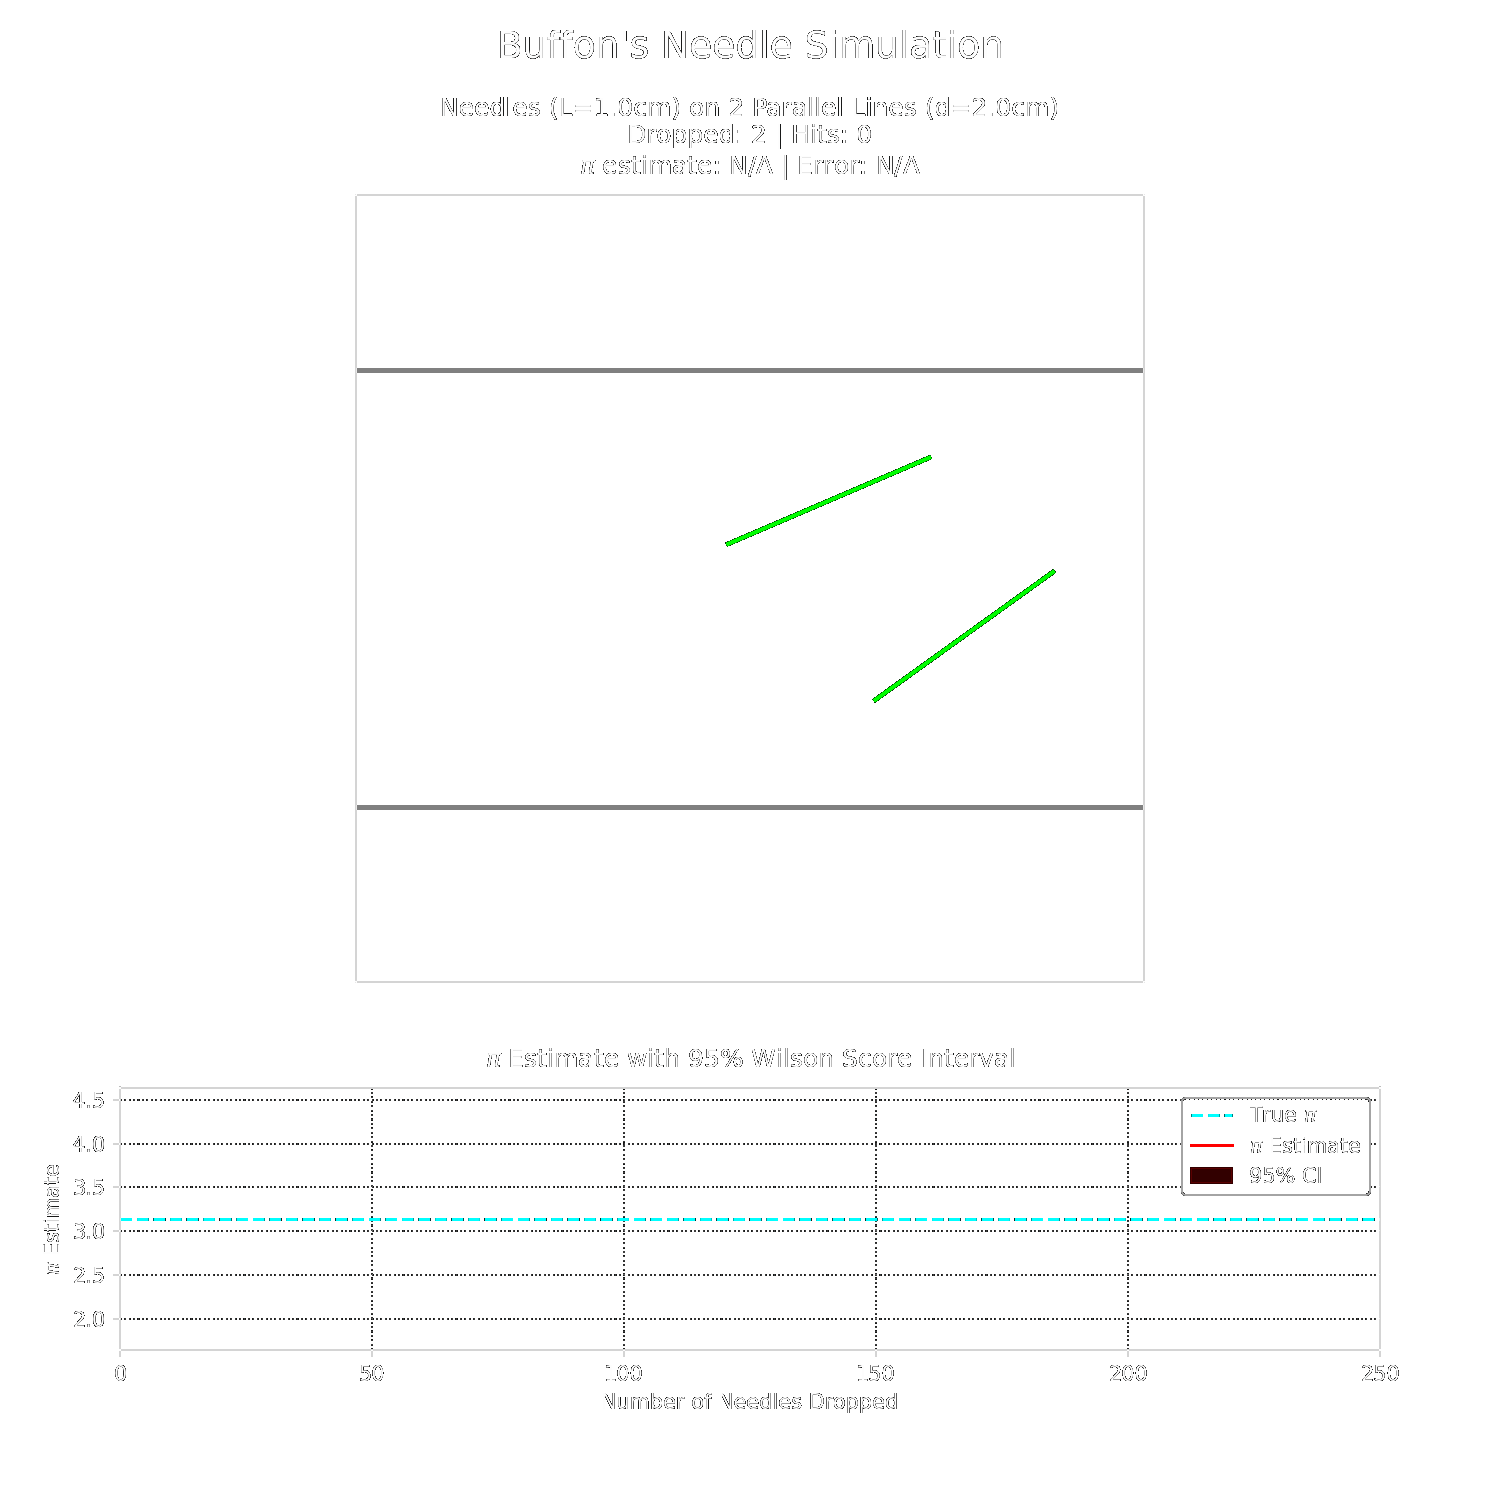 Buffon's Needle Simulation
Needles (L=1.0cm) on 2 Parallel Lines (d=2.0cm)
Dropped: 2 | Hits: 0
π estimate: N/A | Error: N/A
π Estimate with 95% Wilson Score Interval
4.5
4.0
3.5
3.0
2.5
2.0
π Estimate
True π
π Estimate
95% CI
0 50 100 150 200 250
Number of Needles Dropped